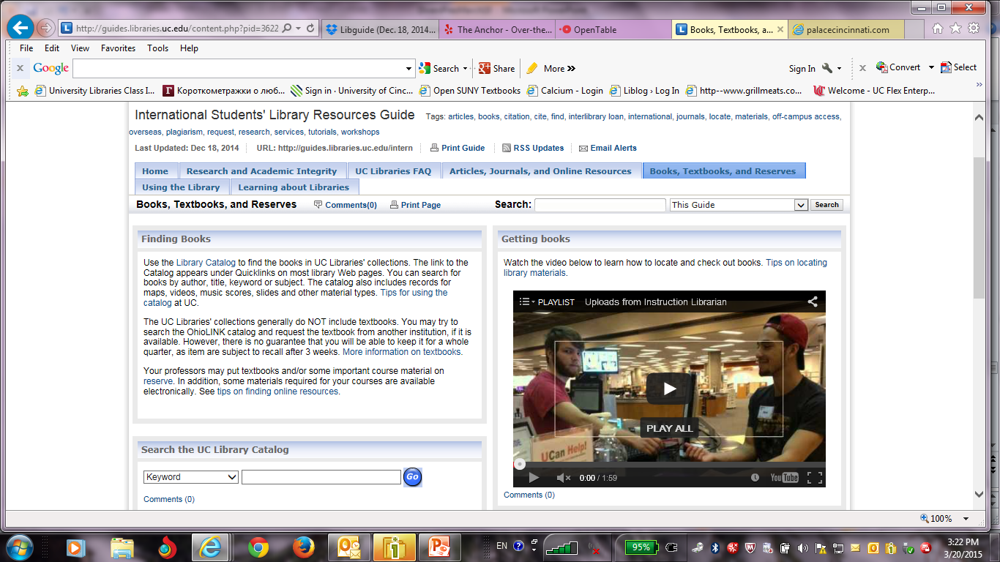 http://guides.libraries.uc.edu/content.php?pid=3622
Libguide (Dec. 18, 2014...
The Anchor - Over-the...
OpenTable
Books, Textbooks, a...
palacecincinnati.com
File Edit View Favorites Tools Help
x Google Search Share More » Sign In x Convert Select
University Libraries Class I...
Короткометражки о люб...
Sign in · University of Cinc...
Open SUNY Textbooks
Calcium - Login
Liblog › Log In
http--www.grillmeats.co...
Welcome - UC Flex Enterp...
International Students' Library Resources Guide Tags: articles, books, citation, cite, find, interlibrary loan, international, journals, locate, materials, off-campus access,
overseas, plagiarism, request, research, services, tutorials, workshops
Last Updated: Dec 18, 2014 URL: http://guides.libraries.uc.edu/intern Print Guide RSS Updates Email Alerts
Home Research and Academic Integrity UC Libraries FAQ Articles, Journals, and Online Resources Books, Textbooks, and Reserves
Using the Library Learning about Libraries
Books, Textbooks, and Reserves Comments(0) Print Page Search: This Guide Search
Finding Books
Use the Library Catalog to find the books in UC Libraries' collections. The link to the
Catalog appears under Quicklinks on most library Web pages. You can search for
books by author, title, keyword or subject. The catalog also includes records for
maps, videos, music scores, slides and other material types. Tips for using the
catalog at UC.
The UC Libraries' collections generally do NOT include textbooks. You may try to
search the OhioLINK catalog and request the textbook from another institution, if it is
available. However, there is no guarantee that you will be able to keep it for a whole
quarter, as item are subject to recall after 3 weeks. More information on textbooks.
Your professors may put textbooks and/or some important course material on
reserve. In addition, some materials required for your courses are available
electronically. See tips on finding online resources.
Search the UC Library Catalog
Keyword Go
Comments (0)
Getting books
Watch the video below to learn how to locate and check out books. Tips on locating
library materials.
PLAYLIST Uploads from Instruction Librarian
UCan Help!
PLAY ALL
0:00 / 1:59 YouTube
Comments (0)
100%
EN 95% 3:22 PM
3/20/2015